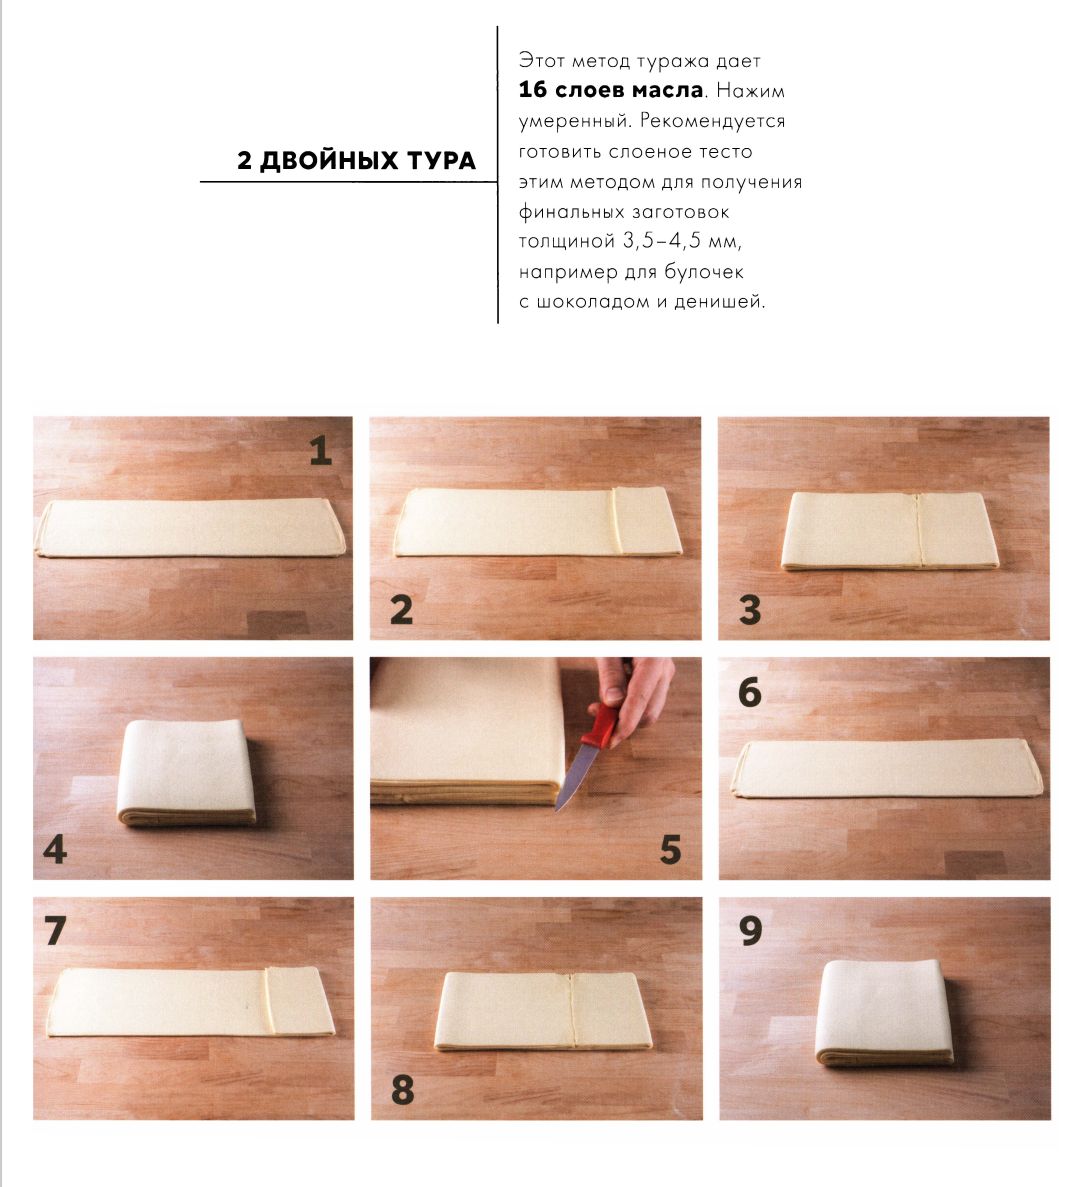 2 ДВОЙНЫХ ТУРА
Этот метод туража дает
16 слоев масла. Нажим
умеренный. Рекомендуется
готовить слоеное тесто
этим методом для получения
финальных заготовок
толщиной 3,5–4,5 мм,
например для булочек
с шоколадом и денишей.
1
2
3
4
5
6
7
8
9